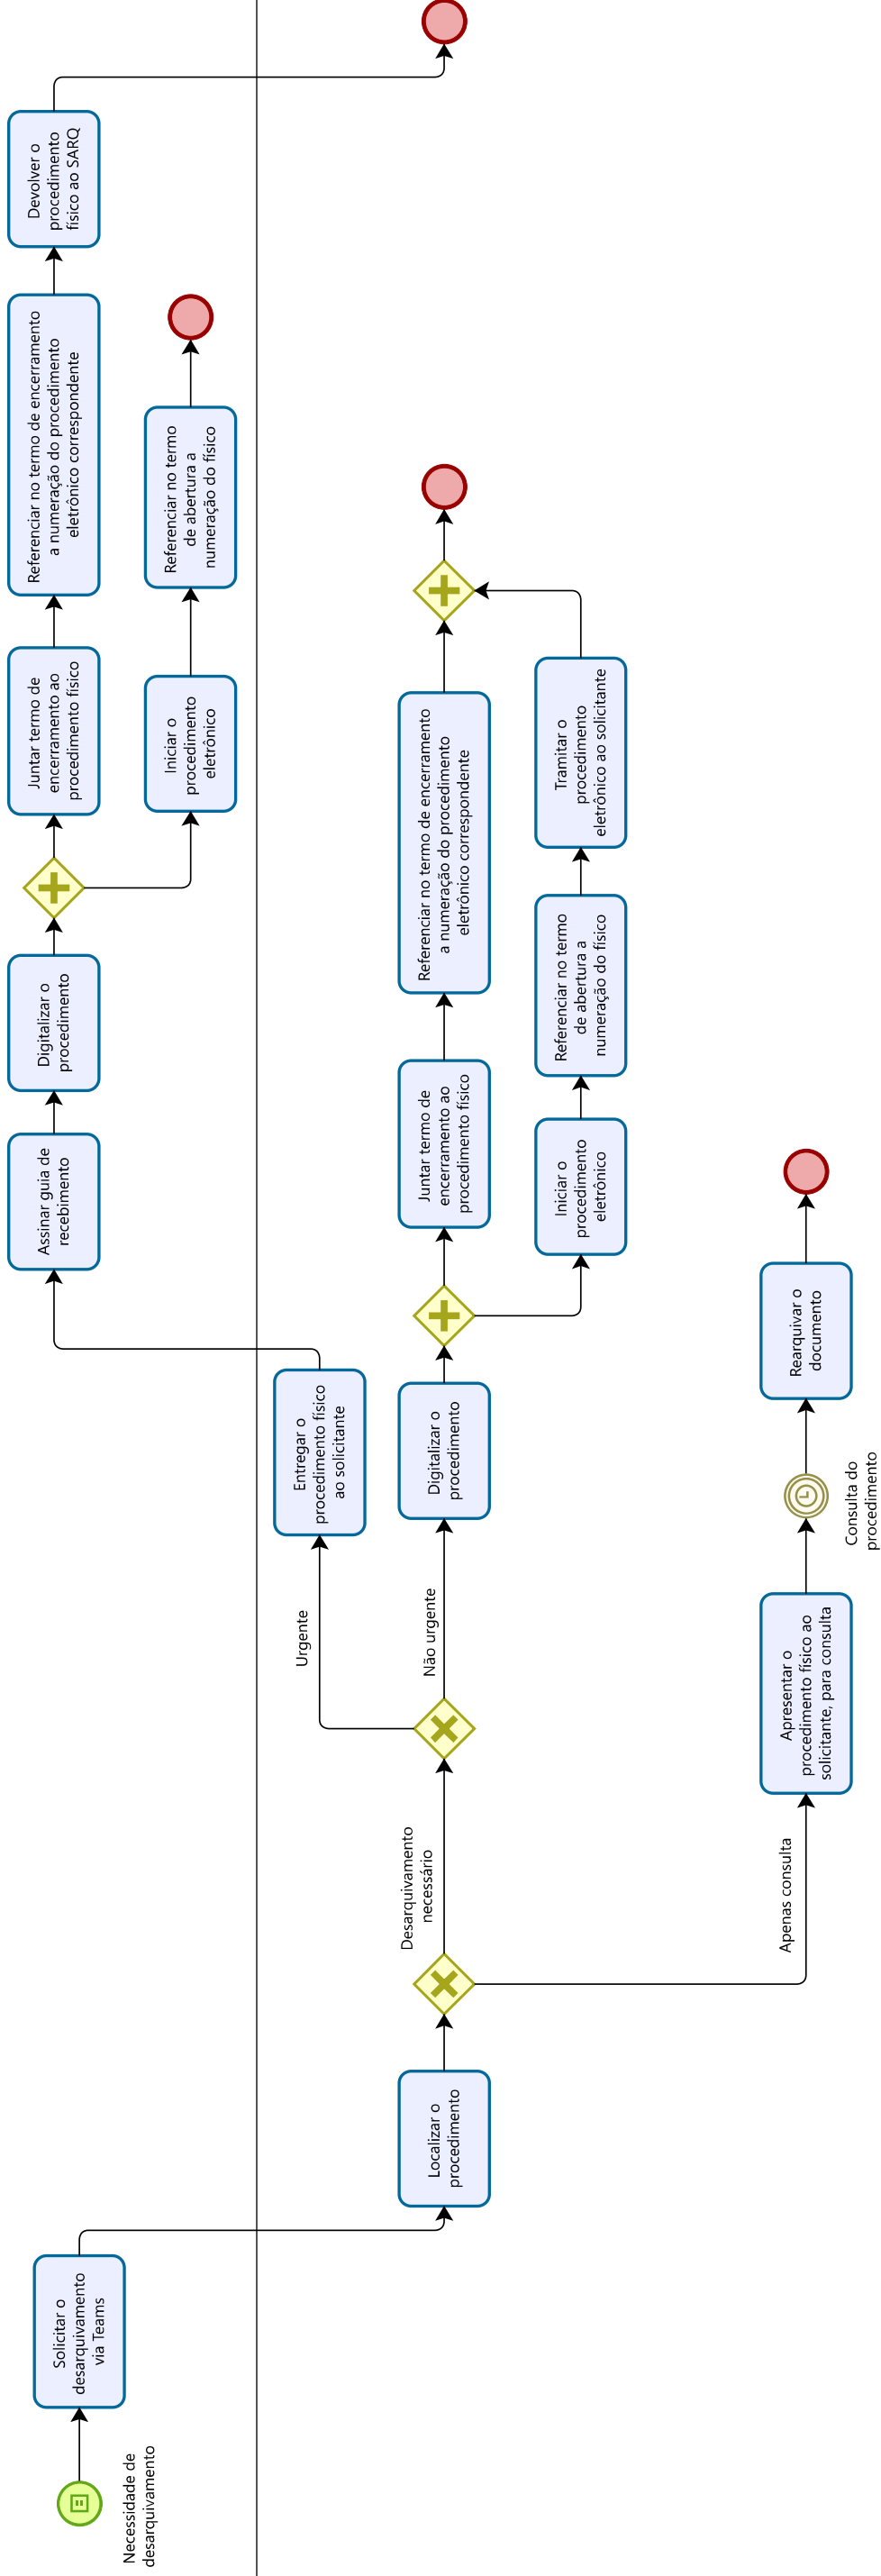 Necessidade de
desarquivamento
Solicitar o
desarquivamento
via Teams
Localizar o
procedimento
Desarquivamento
necessário
Apenas consulta
Urgente
Não urgente
Entregar o
procedimento físico
ao solicitante
Assinar guia de
recebimento
Digitalizar o
procedimento
Juntar termo de
encerramento ao
procedimento físico
Referenciar no termo de encerramento
a numeração do procedimento
eletrônico correspondente
Devolver o
procedimento
físico ao SARQ
Iniciar o
procedimento
eletrônico
Referenciar no termo
de abertura a
numeração do físico
Digitalizar o
procedimento
Juntar termo de
encerramento ao
procedimento físico
Referenciar no termo de encerramento
a numeração do procedimento
eletrônico correspondente
Iniciar o
procedimento
eletrônico
Referenciar no termo
de abertura a
numeração do físico
Tramitar o
procedimento
eletrônico ao solicitante
Apresentar o
procedimento físico ao
solicitante, para consulta
Consulta do
procedimento
Rearquivar o
documento